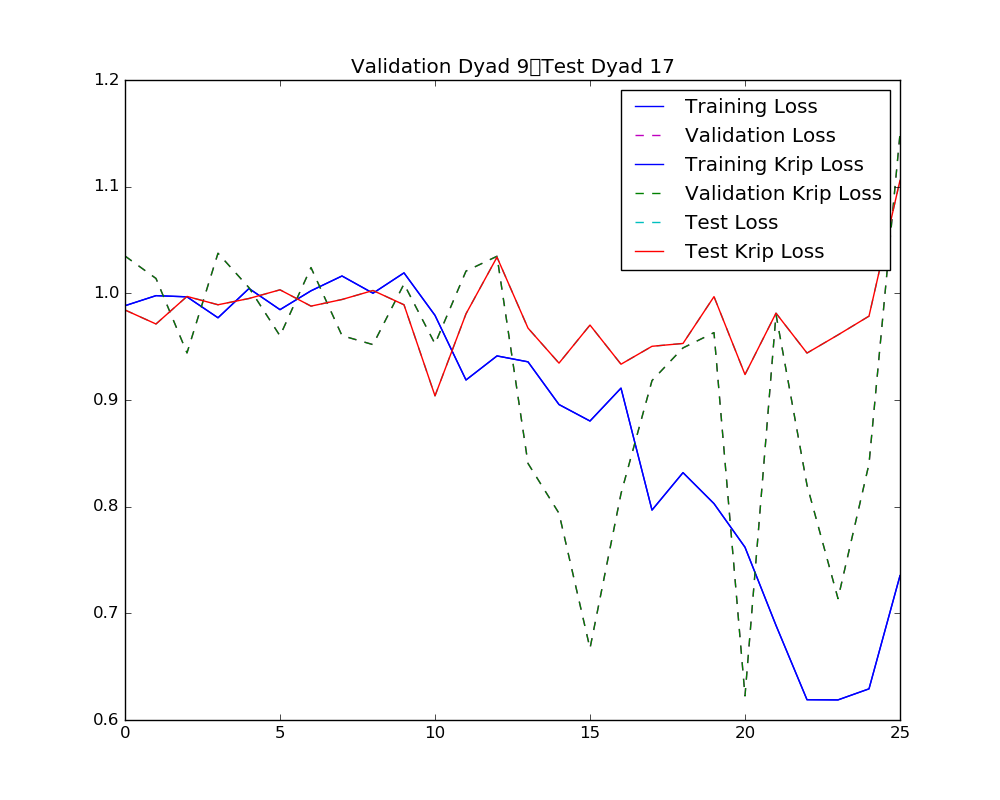 Validation Dyad 9▯Test Dyad 17
1.2
1.1
1.0
0.9
0.8
0.7
0.6
0
5
10
15
20
25
Training Loss
Validation Loss
Training Krip Loss
Validation Krip Loss
Test Loss
Test Krip Loss